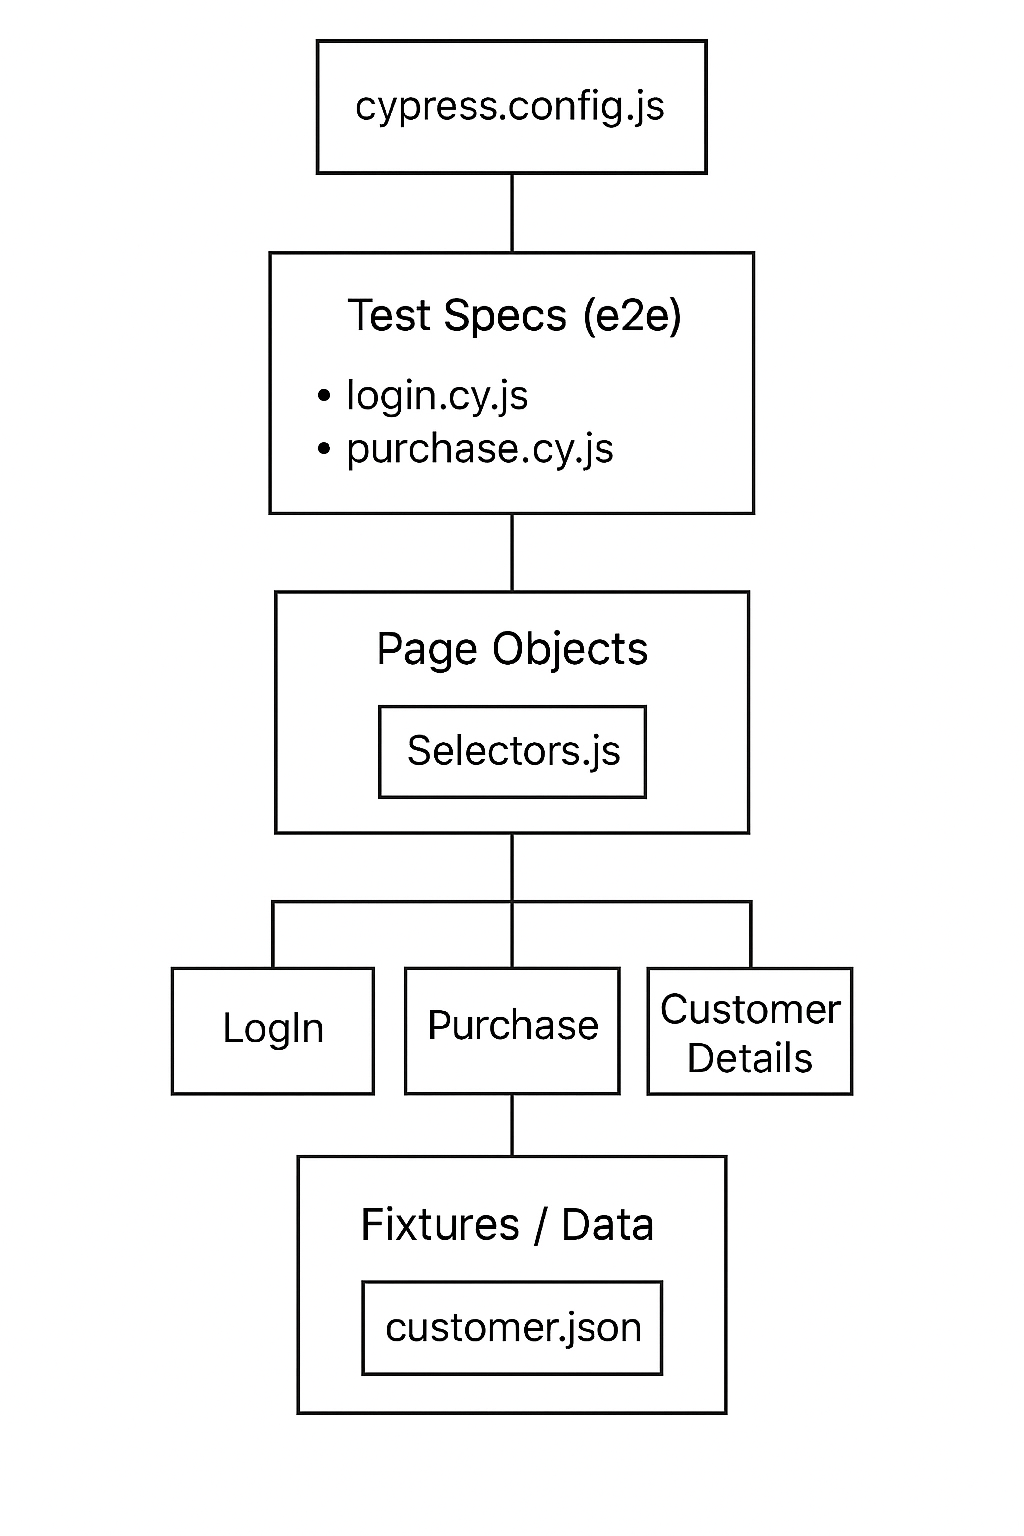 cypress.config.js
Test Specs (e2e)
• login.cy.js
• purchase.cy.js
Page Objects
Selectors.js
LogIn
Purchase
Customer
Details
Fixtures / Data
customer.json